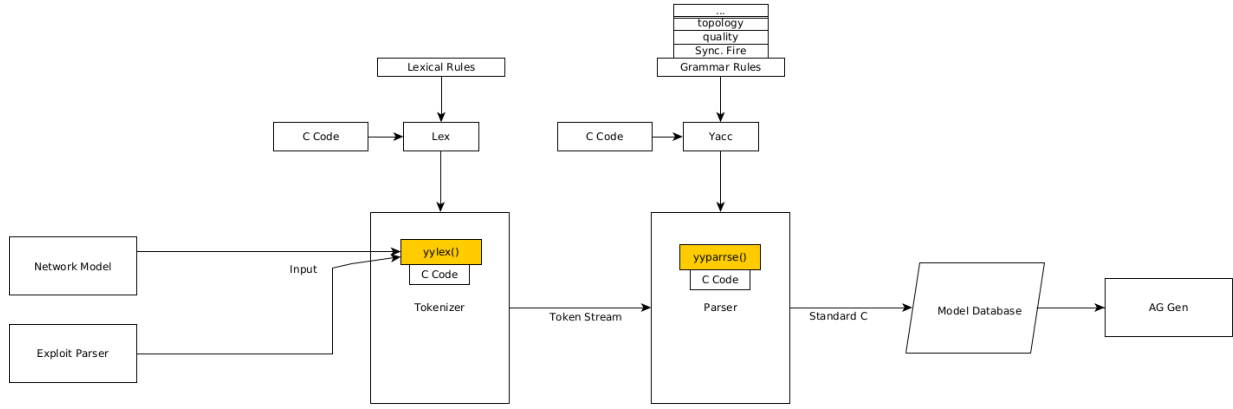 ...
topology
quality
Sync. Fire
Lexical Rules
Grammar Rules
C Code
Lex
C Code
Yacc
Network Model
Input
yylex()
C Code
Tokenizer
Token Stream
yyparrse()
C Code
Parser
Standard C
Model Database
AG Gen
Exploit Parser